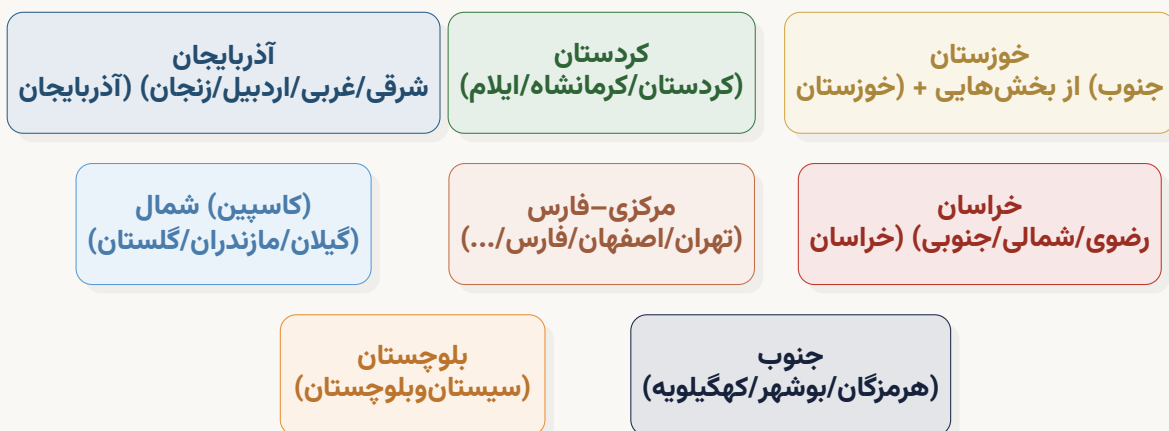 خوزستان
جنوب) از بخش‌هایی + (خوزستان
کردستان
(کردستان/کرمانشاه/ایلام)
آذربایجان
شرقی/غربی/اردبیل/زنجان) (آذربایجان
خراسان
رضوی/شمالی/جنوبی) (خراسان
مرکزی–فارس
(تهران/اصفهان/فارس/...)
(کاسپین) شمال
(گیلان/مازندران/گلستان)
جنوب
(هرمزگان/بوشهر/کهگیلویه)
بلوچستان
(سیستان‌وبلوچستان)